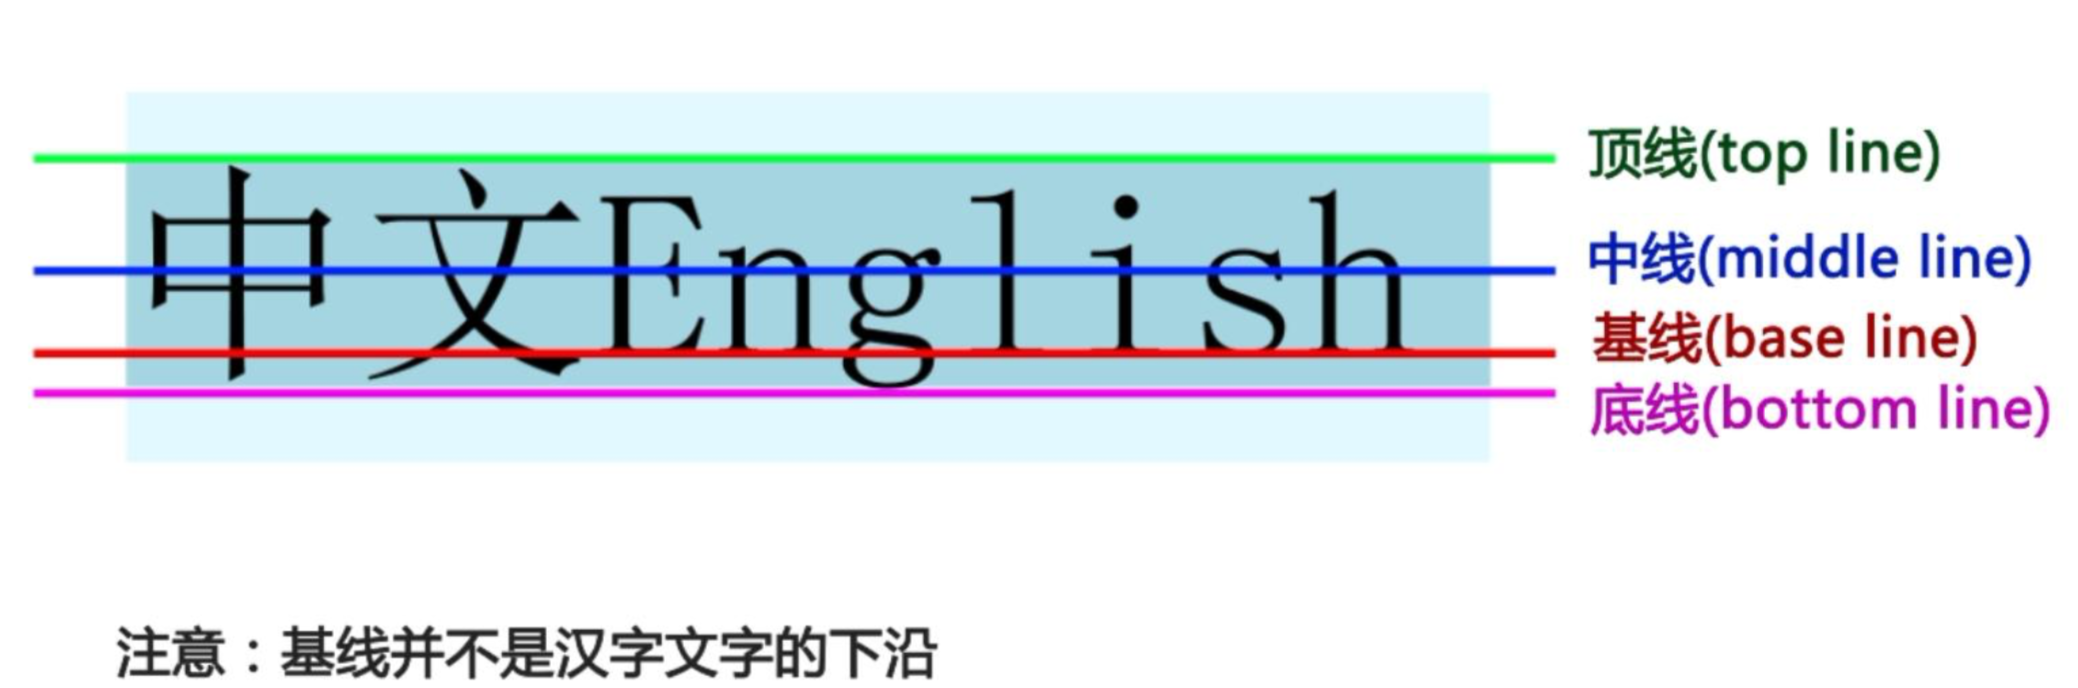 中文English
顶线(top line)
中线(middle line)
基线(base line)
底线(bottom line)
注意：基线并不是汉字文字的下沿